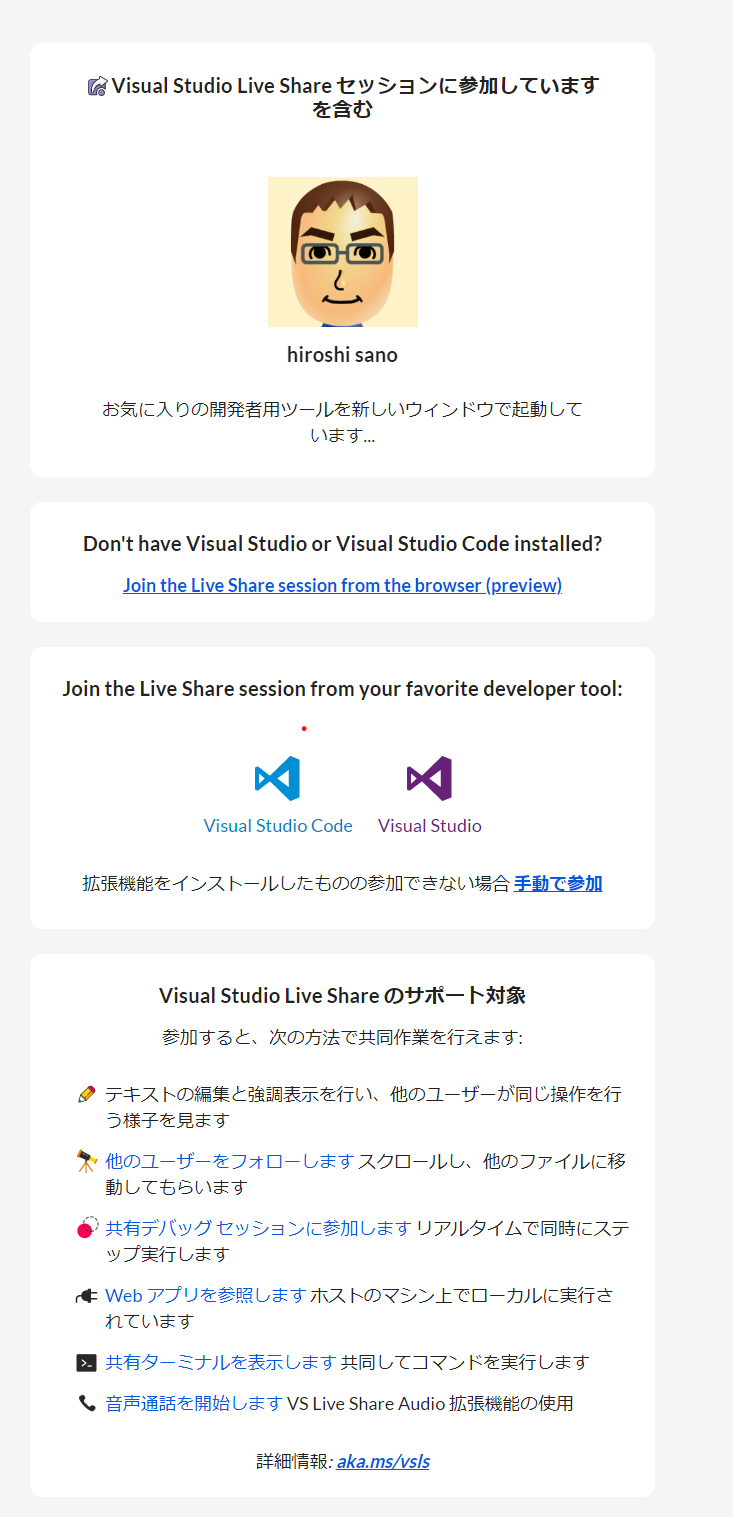 Visual Studio Live Share セッションに参加しています
を含む
hiroshi sano
お気に入りの開発者用ツールを新しいウィンドウで起動して
います...
Don't have Visual Studio or Visual Studio Code installed?
Join the Live Share session from the browser (preview)
Join the Live Share session from your favorite developer tool:
Visual Studio Code Visual Studio
拡張機能をインストールしたものの参加できない場合 手動で参加
Visual Studio Live Share のサポート対象
参加すると、次の方法で共同作業を行えます:
テキストの編集と強調表示を行い、他のユーザーが同じ操作を行
う様子を見ます
他のユーザーをフォローします スクロールし、他のファイルに移
動してもらいます
共有デバッグ セッションに参加します リアルタイムで同時にステ
ップ実行します
Web アプリを参照します ホストのマシン上でローカルに実行さ
れています
共有ターミナルを表示します 共同してコマンドを実行します
音声通話を開始します VS Live Share Audio 拡張機能の使用
詳細情報: aka.ms/vsls